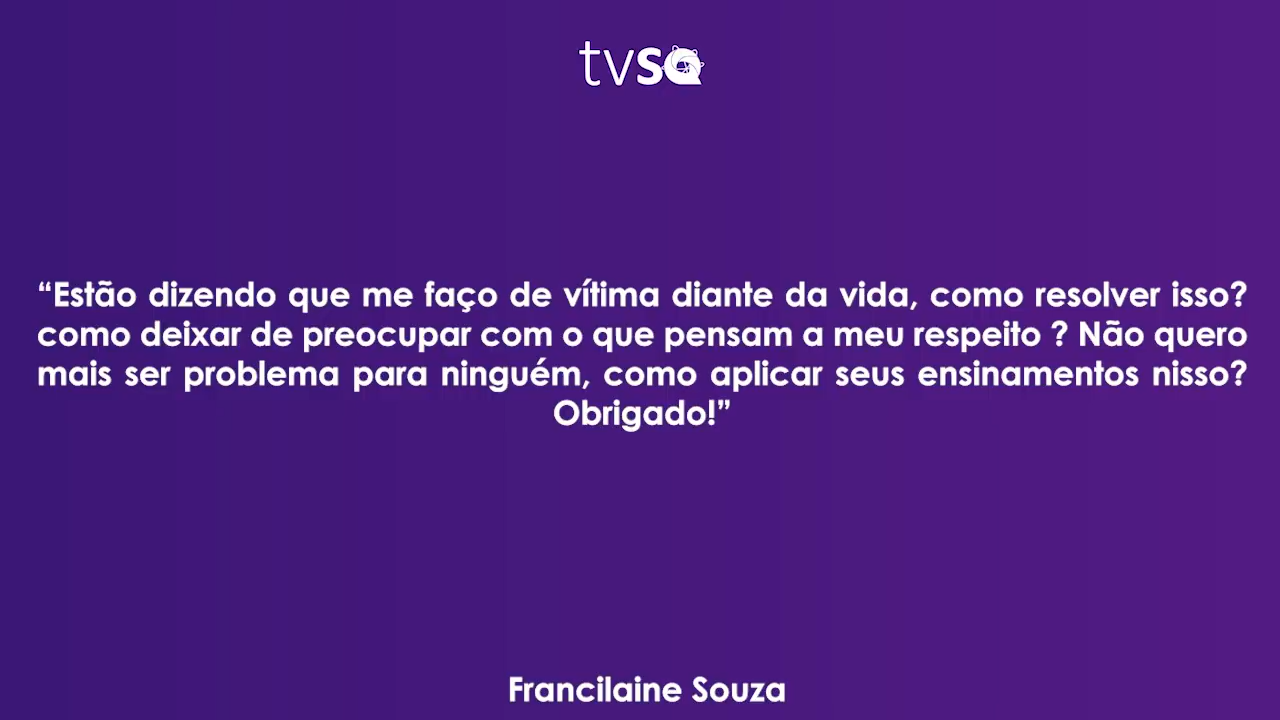 tvsQ
“Estão dizendo que me faço de vítima diante da vida, como resolver isso?
como deixar de preocupar com o que pensam a meu respeito ? Não quero
mais ser problema para ninguém, como aplicar seus ensinamentos nisso?
Obrigado!”
Francilaine Souza